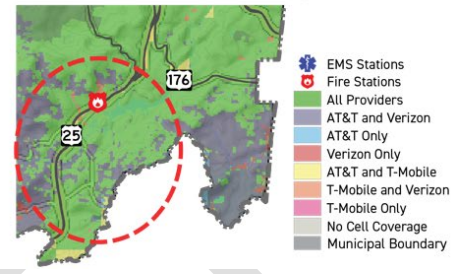 176
25
EMS Stations
Fire Stations
All Providers
AT&T and Verizon
AT&T Only
Verizon Only
AT&T and T-Mobile
T-Mobile and Verizon
T-Mobile Only
No Cell Coverage
Municipal Boundary